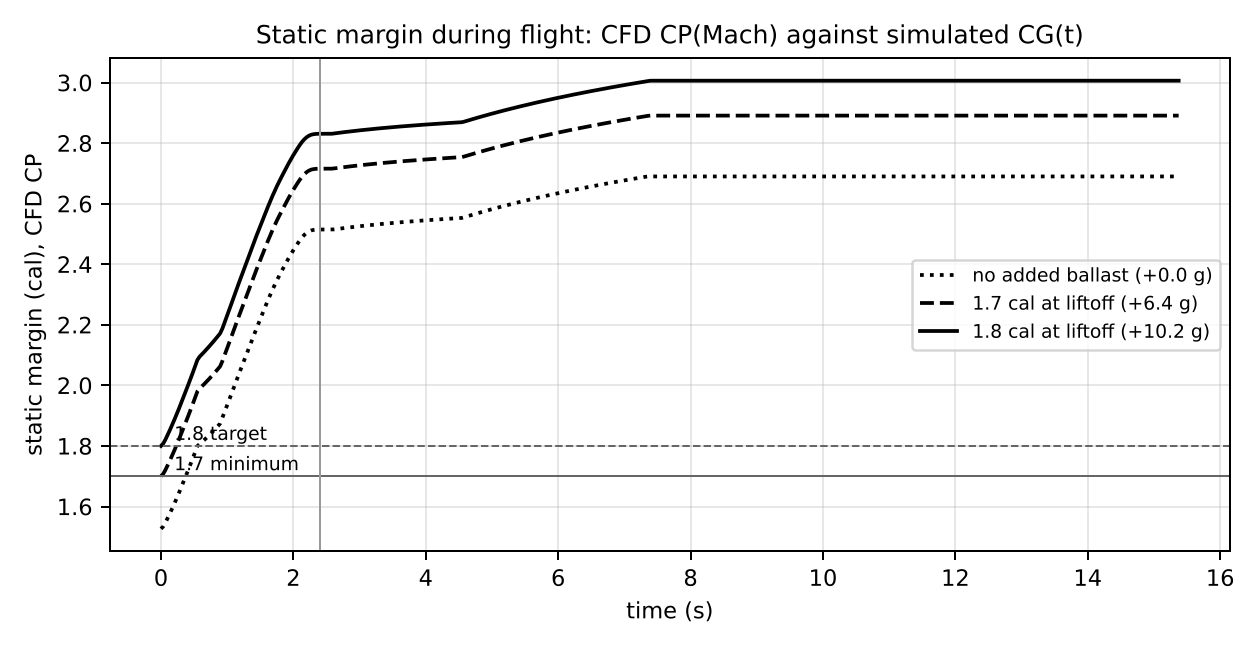 Static margin during flight: CFD CP(Mach) against simulated CG(t)
static margin (cal), CFD CP
3.0
2.8
2.6
2.4
2.2
2.0
1.8
1.6
1.8 target
1.7 minimum
no added ballast (+0.0 g)
1.7 cal at liftoff (+6.4 g)
1.8 cal at liftoff (+10.2 g)
0 2 4 6 8 10 12 14 16
time (s)